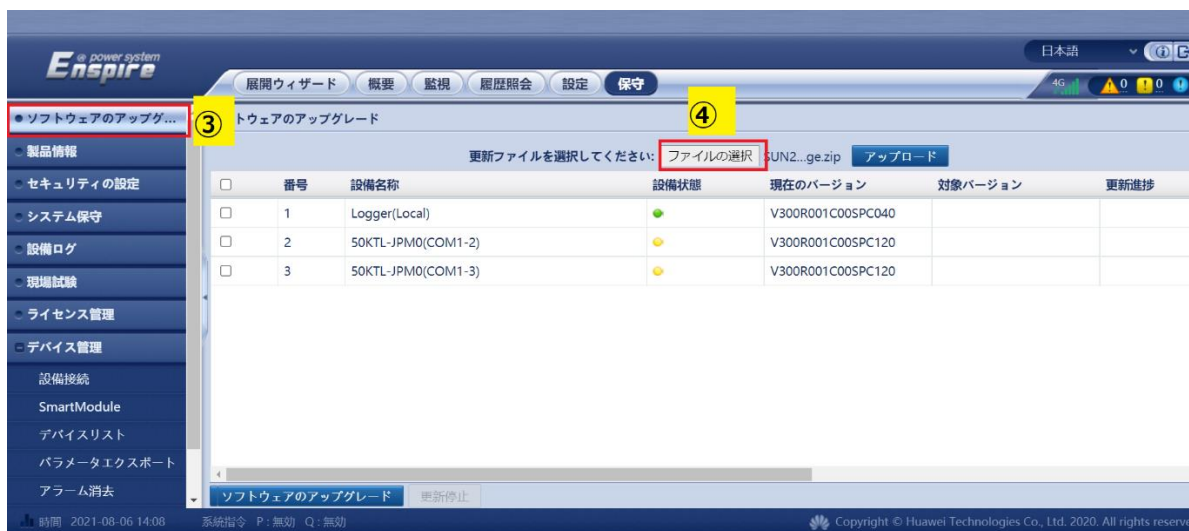 @ power system
Enspire
日本語
展開ウィザード 概要 監視 履歴照会 設定 保守
4G 0 0
ソフトウェアのアップグ...
③
トウェアのアップグレード
④
製品情報
更新ファイルを選択してください: ファイルの選択 SUN2...ge.zip アップロード
セキュリティの設定
番号 設備名称 設備状態 現在のバージョン 対象バージョン 更新進捗
システム保守
1 Logger(Local) V300R001C00SPC040
設備ログ
2 50KTL-JPM0(COM1-2) V300R001C00SPC120
現場試験
3 50KTL-JPM0(COM1-3) V300R001C00SPC120
ライセンス管理
デバイス管理
設備接続
SmartModule
デバイスリスト
パラメータエクスポート
アラーム消去
ソフトウェアのアップグレード 更新停止
時間 2021-08-06 14:08 系統指令 P:無効 Q:無効 Copyright © Huawei Technologies Co., Ltd. 2020. All rights reserve